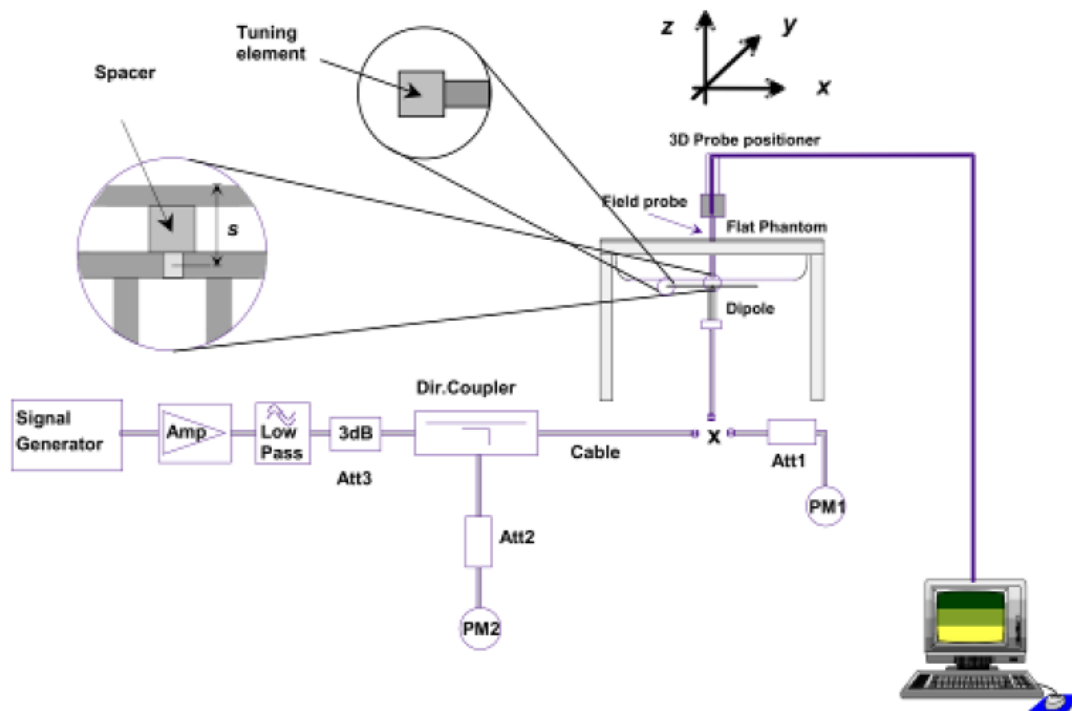 Tuning
element
Spacer
z
y
x
3D Probe positioner
Field probe
Flat Phantom
s
Dipole
Dir.Coupler
Signal
Generator
Amp
Low
Pass
3dB
Att3
Cable
x
Att1
PM1
Att2
PM2